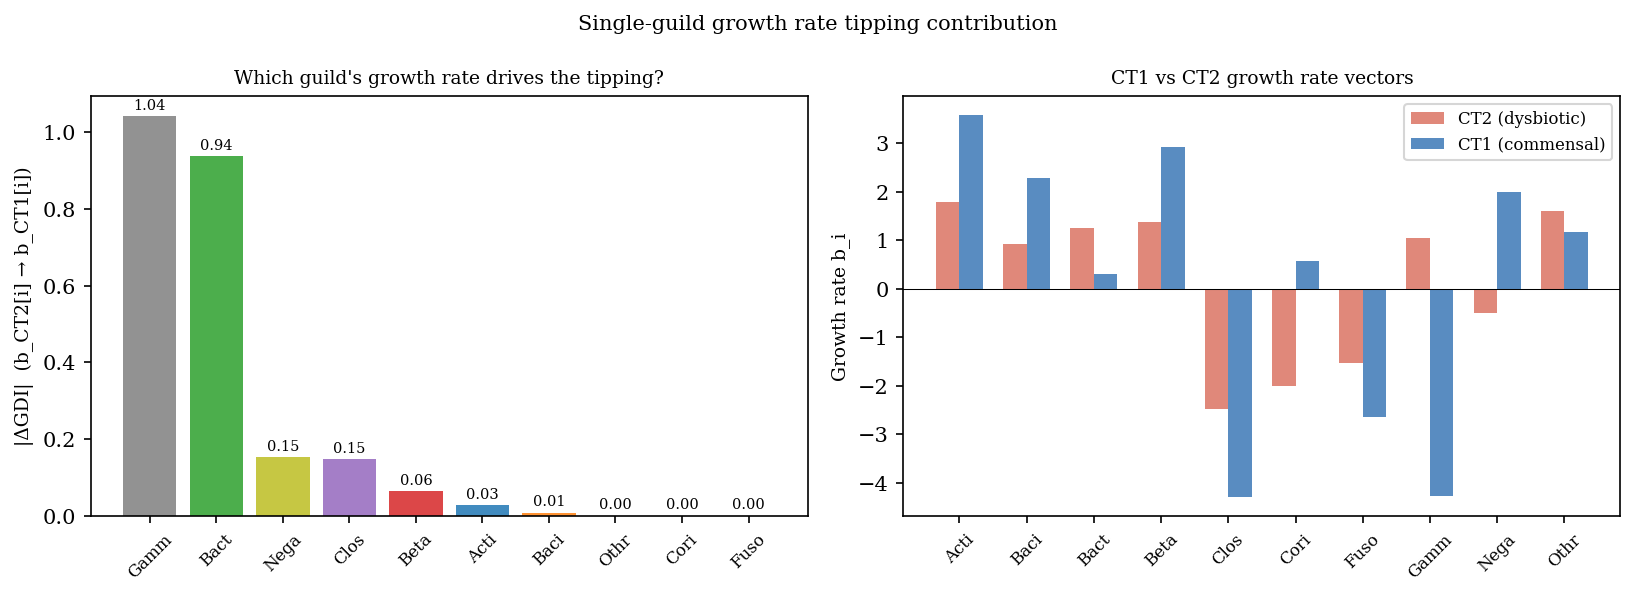 Single-guild growth rate tipping contribution
Which guild's growth rate drives the tipping?
|ΔGDI|  (b_CT2[i] → b_CT1[i])
1.0
0.8
0.6
0.4
0.2
0.0
1.04
0.94
0.15
0.15
0.06
0.03
0.01
0.00
0.00
0.00
Gamm
Bact
Nega
Clos
Beta
Acti
Baci
Othr
Cori
Fuso
CT1 vs CT2 growth rate vectors
CT2 (dysbiotic)
CT1 (commensal)
Growth rate b_i
3
2
1
0
−1
−2
−3
−4
Acti
Baci
Bact
Beta
Clos
Cori
Fuso
Gamm
Nega
Othr